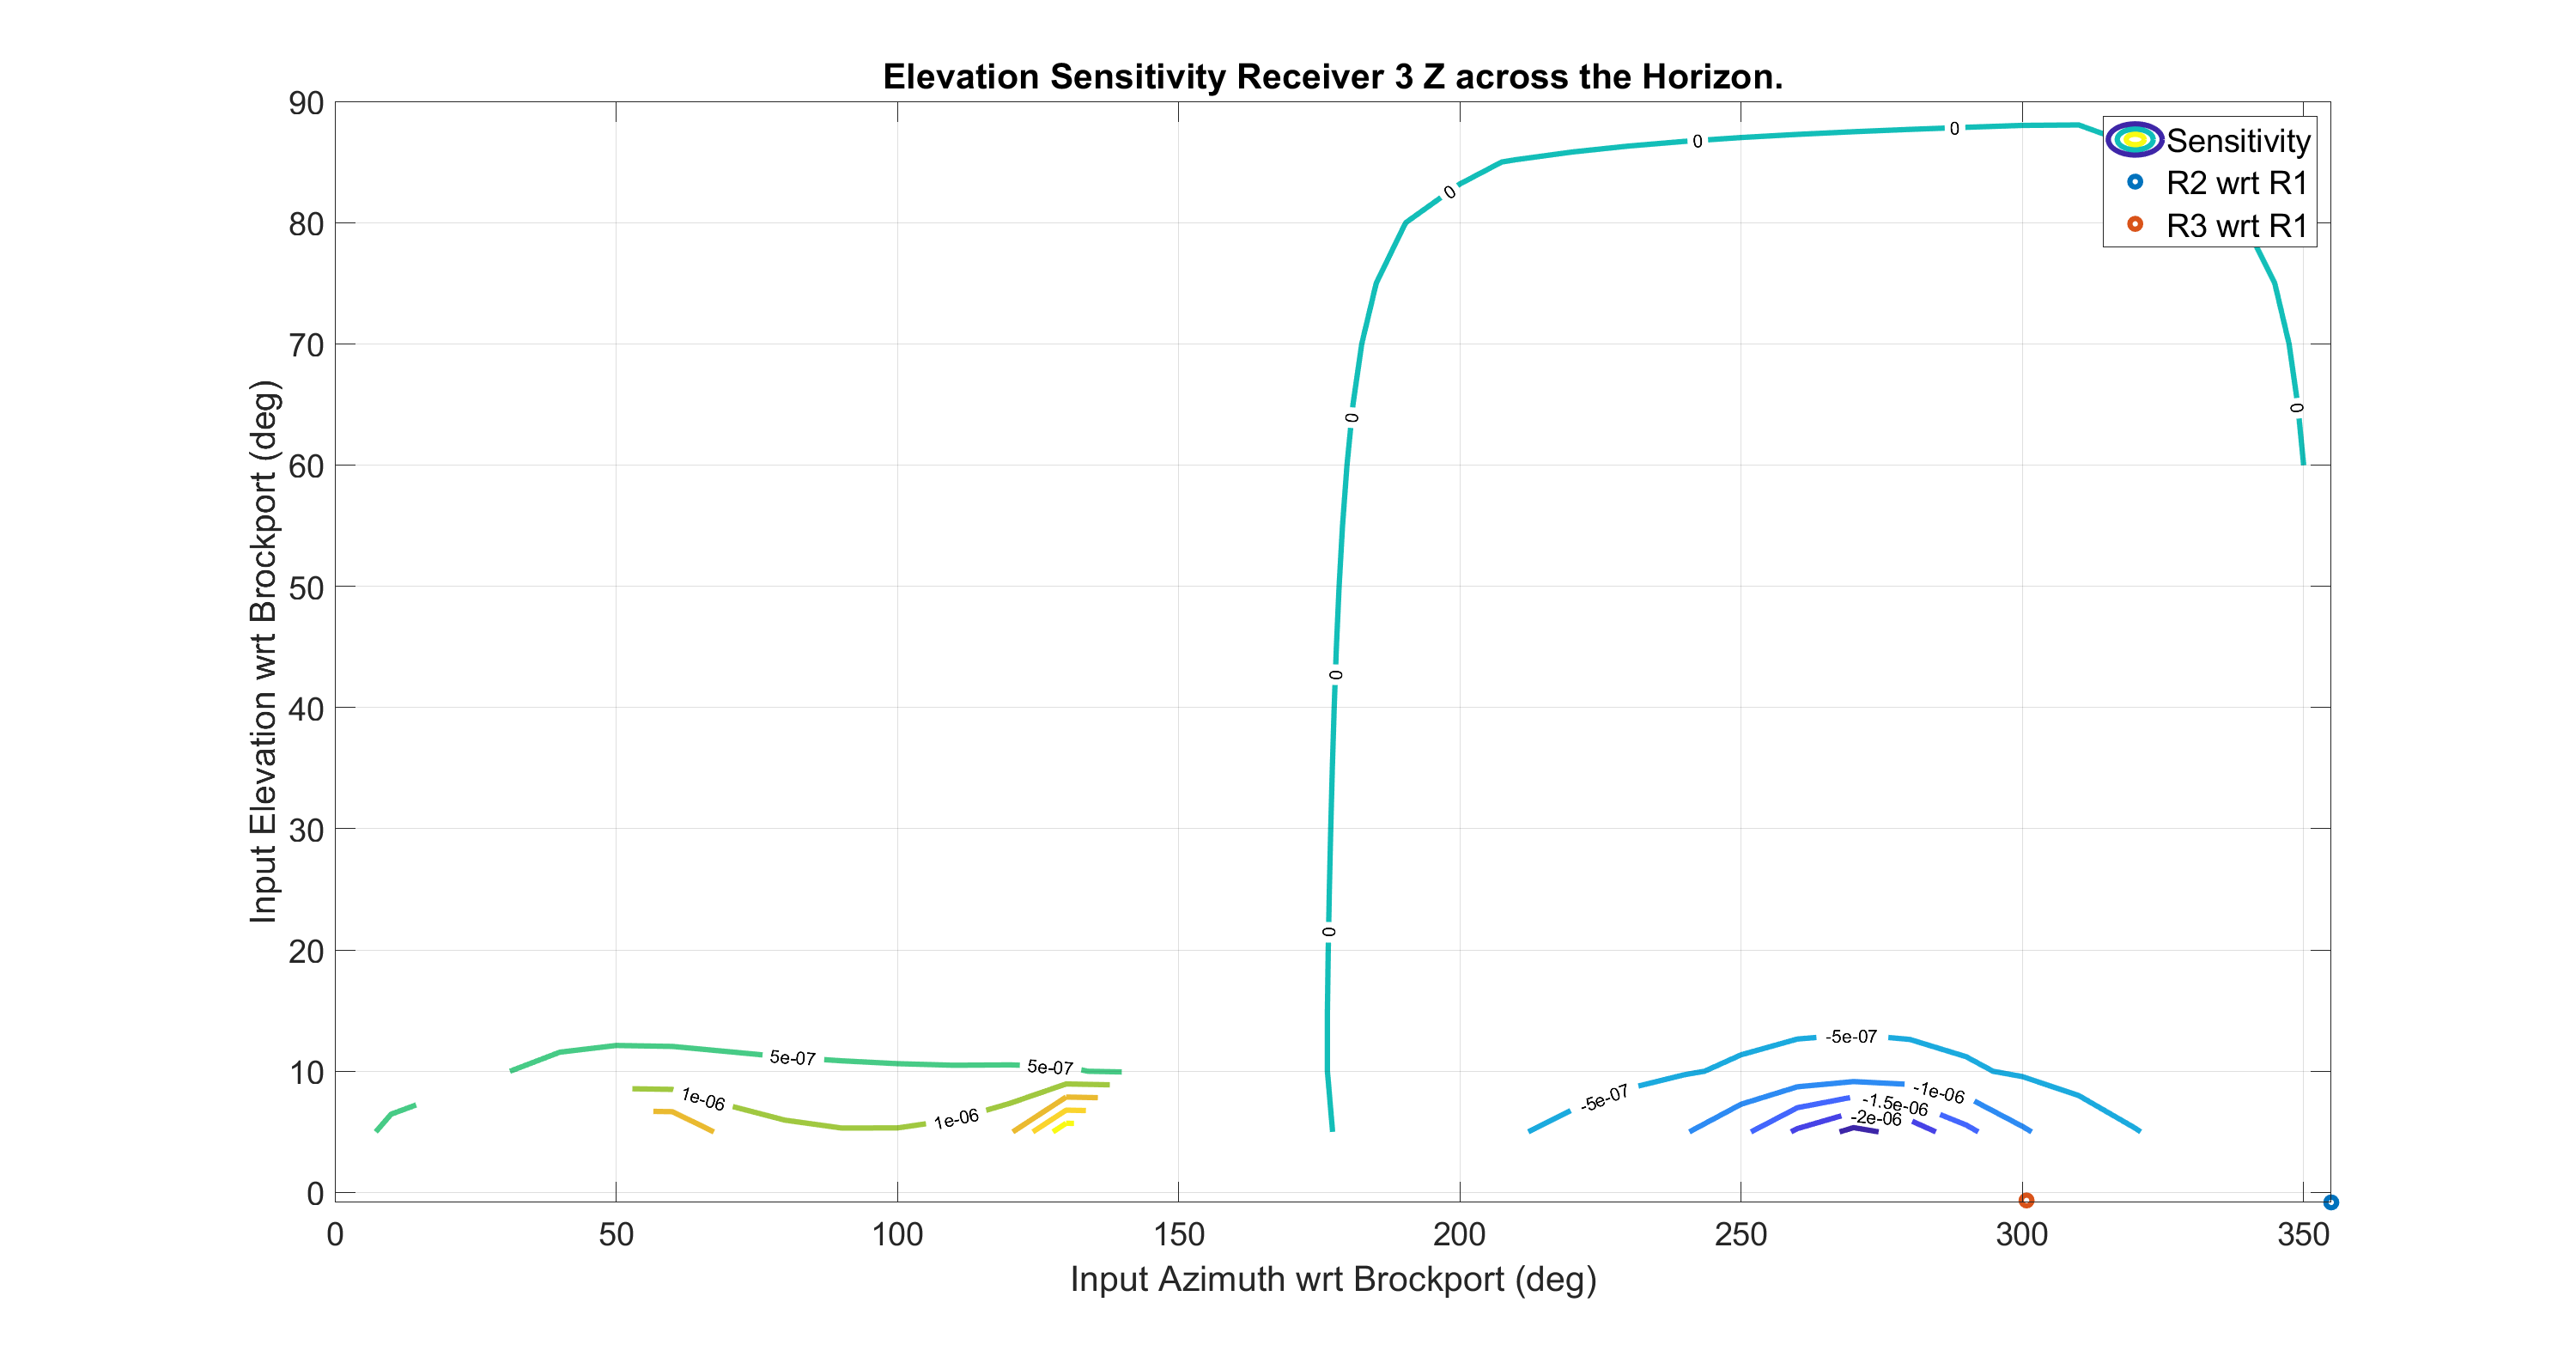 Elevation Sensitivity Receiver 3 Z across the Horizon.
Sensitivity
R2 wrt R1
R3 wrt R1
Input Elevation wrt Brockport (deg)
90
80
70
60
50
40
30
20
10
0
0
0
0
0
0
0
0
5e-07
5e-07
1e-06
1e-06
-5e-07
-5e-07
-1e-06
-1.5e-06
-2e-06
0 50 100 150 200 250 300 350
Input Azimuth wrt Brockport (deg)